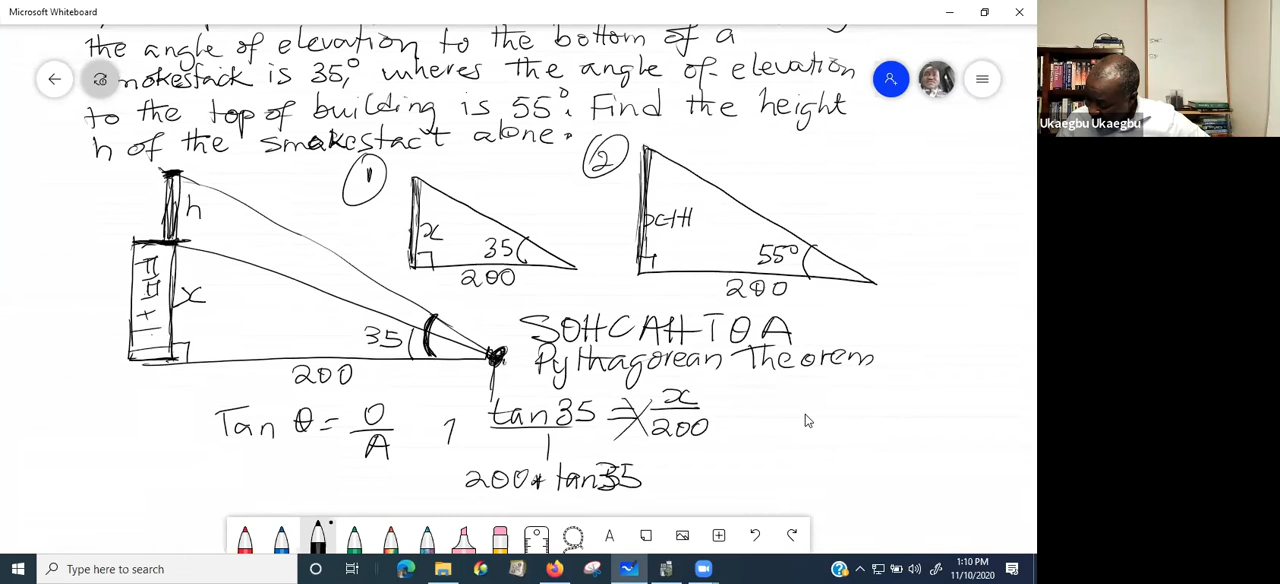 Microsoft Whiteboard
the angle of elevation to the bottom of a
smokestack is 35,° wheres the angle of elevation
to the top of building is 55°. Find the height
h of the smakestact alone.
1
2
h
x
35
200
x
35
200
x+H
55°
200
SOHCAHTOA
Pythagorean Theorem
Tan θ = O/A , tan35/1 = x/200
200 * tan35
Ukaegbu Ukaegbu
Type here to search
1:10 PM
11/10/2020